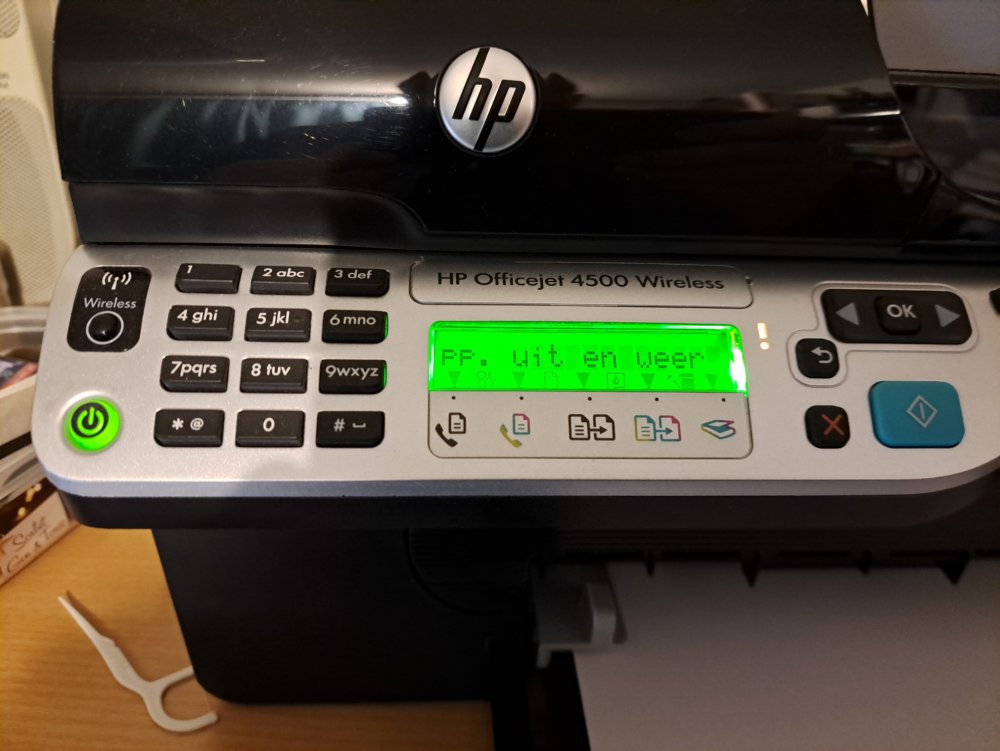 hp
HP Officejet 4500 Wireless
Wireless
1
2 abc
3 def
4 ghi
5 jkl
6 mno
7pqrs
8 tuv
9wxyz
* @
0
#
pp. uit en weer
OK
!
Scarlet